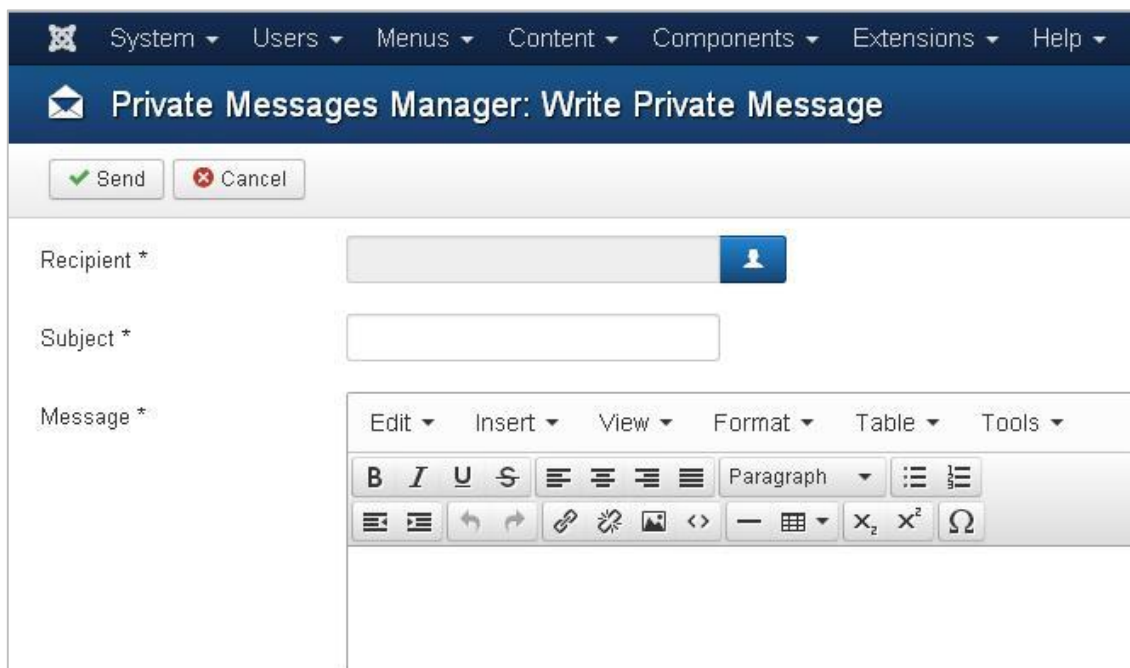 System Users Menus Content Components Extensions Help
Private Messages Manager: Write Private Message
Send Cancel
Recipient *
Subject *
Message *
Edit Insert View Format Table Tools
B I U S Paragraph
X₂ X² Ω